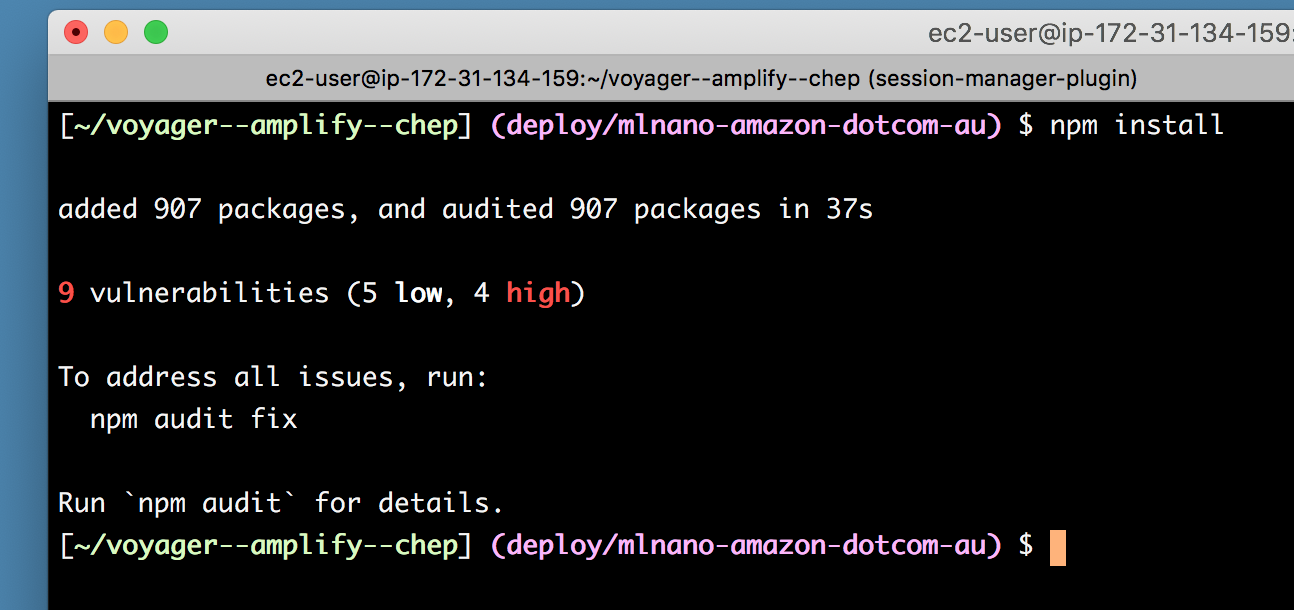 ec2-user@ip-172-31-134-159:
ec2-user@ip-172-31-134-159:~/voyager--amplify--chep (session-manager-plugin)
[~/voyager--amplify--chep] (deploy/mlnano-amazon-dotcom-au) $ npm install
added 907 packages, and audited 907 packages in 37s
9 vulnerabilities (5 low, 4 high)
To address all issues, run:
npm audit fix
Run `npm audit` for details.
[~/voyager--amplify--chep] (deploy/mlnano-amazon-dotcom-au) $